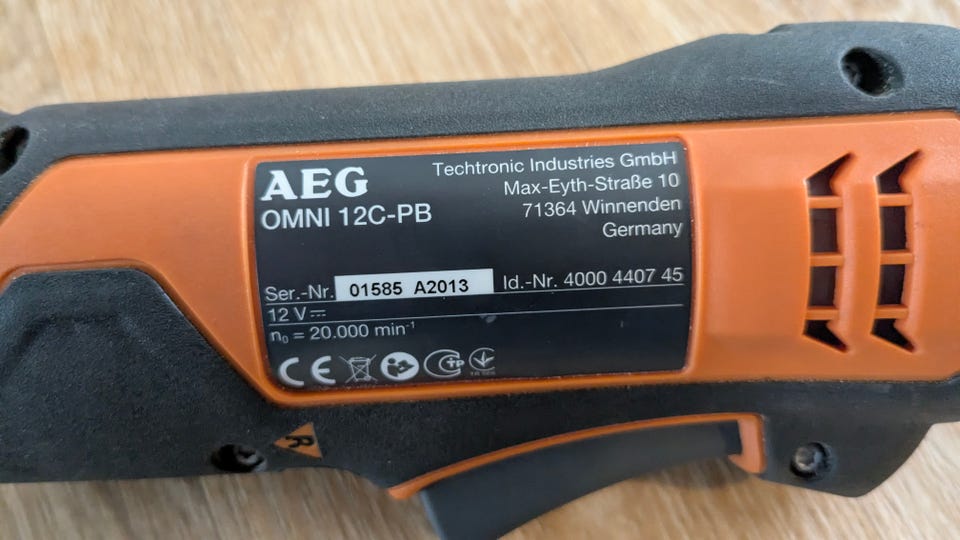 AEG
OMNI 12C-PB
Techtronic Industries GmbH
Max-Eyth-Straße 10
71364 Winnenden
Germany
Ser.-Nr. 01585 A2013 Id.-Nr. 4000 4407 45
12 V ⎓
n₀ = 20.000 min⁻¹
CE
R